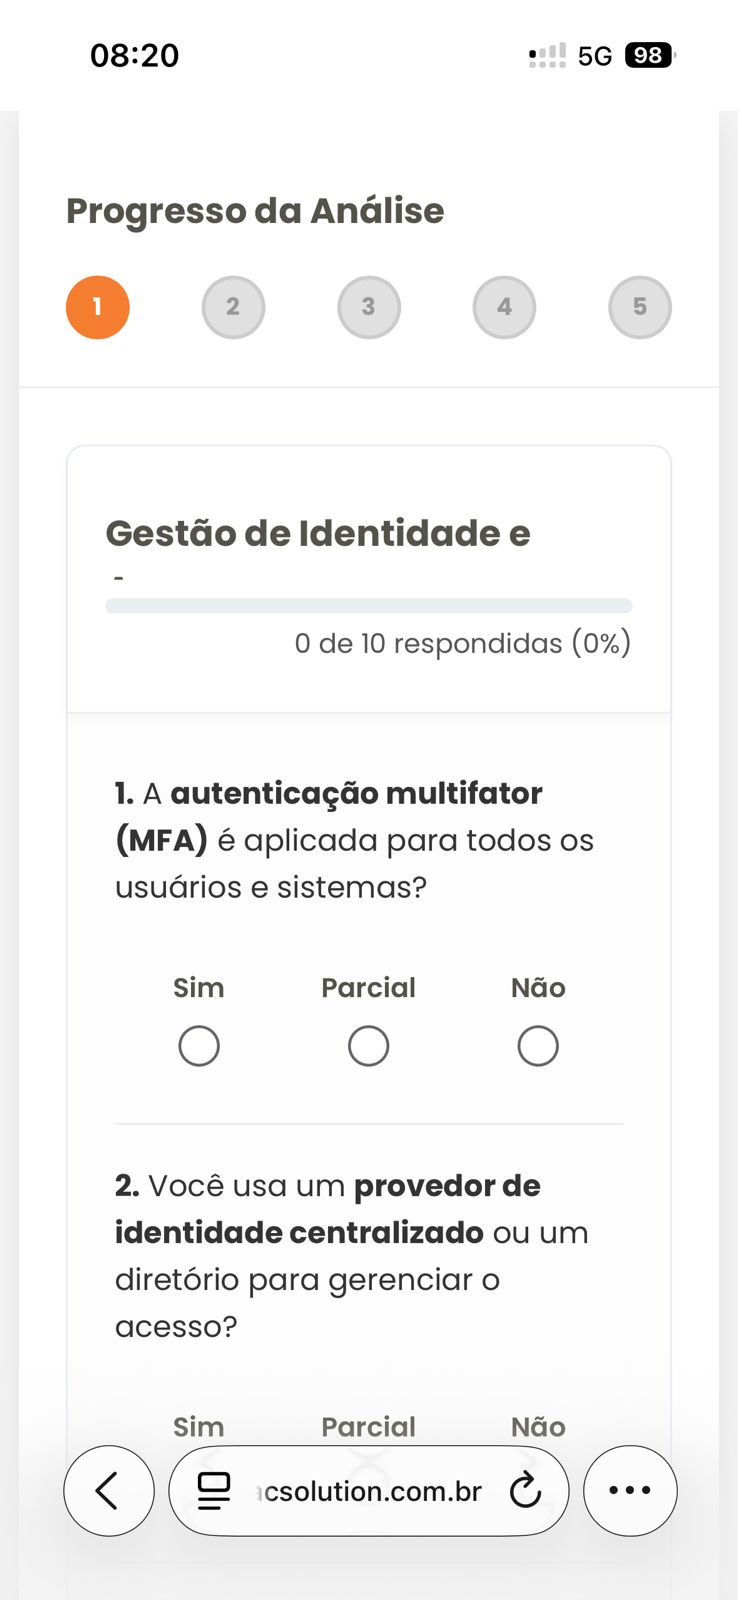 08:20
5G 98
Progresso da Análise
1 2 3 4 5
Gestão de Identidade e
0 de 10 respondidas (0%)
1. A autenticação multifator
(MFA) é aplicada para todos os
usuários e sistemas?
Sim Parcial Não
2. Você usa um provedor de
identidade centralizado ou um
diretório para gerenciar o
acesso?
Sim Parcial Não
csolution.com.br